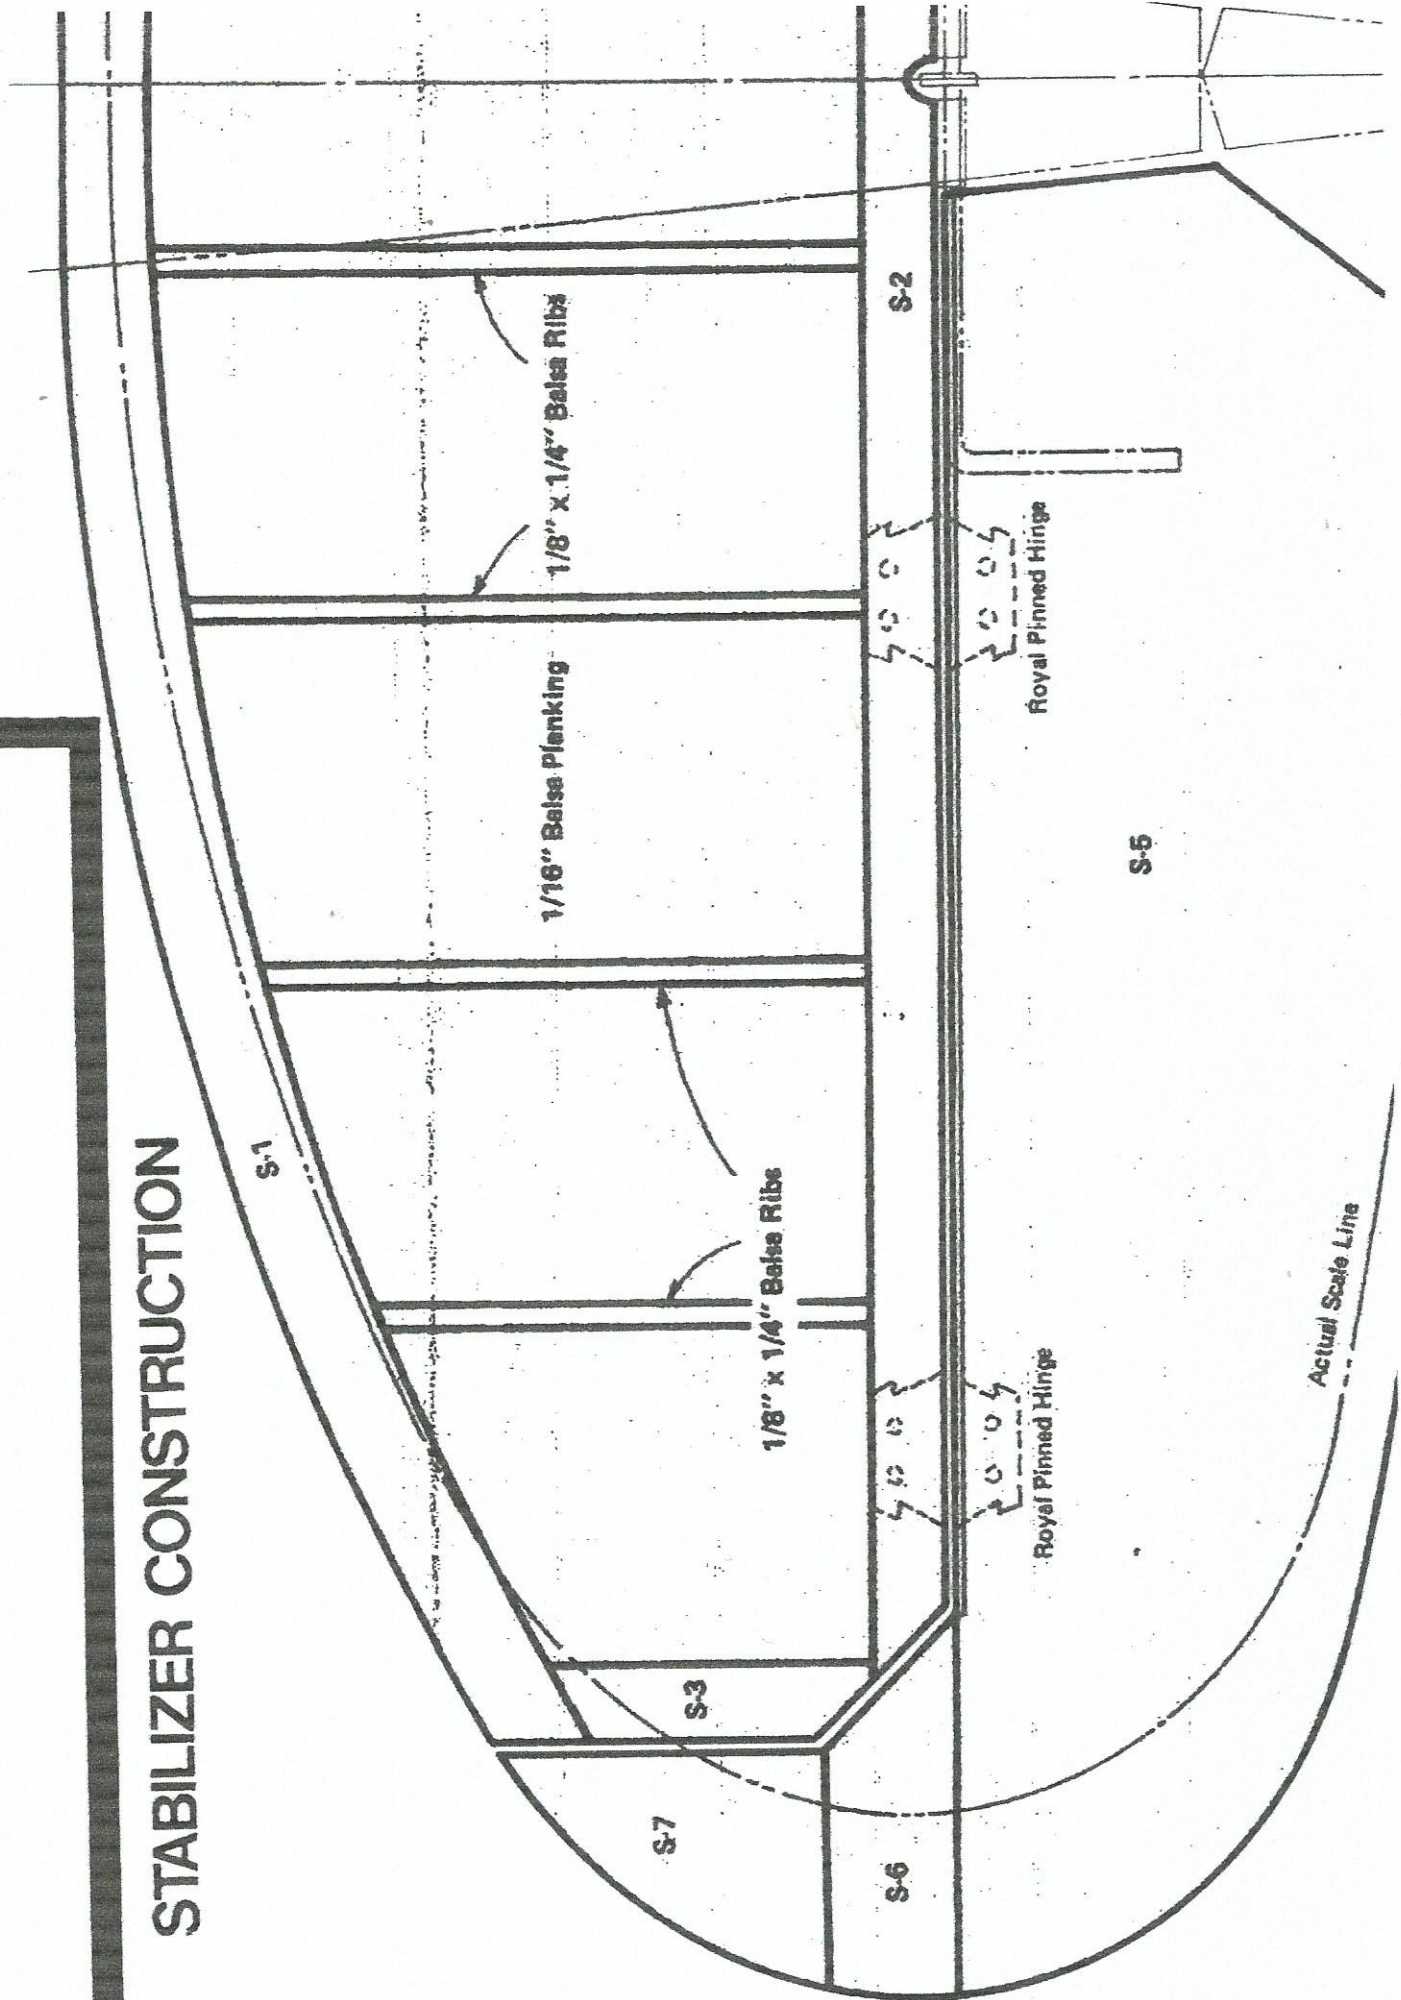 STABILIZER CONSTRUCTION
S-1
1/8" x 1/4" Balsa Ribs
1/16" Balsa Planking
1/8" x 1/4" Balsa Ribs
S-2
S-3
S-7
S-6
Royal Pinned Hinge
Royal Pinned Hinge
S-5
Actual Scale Line